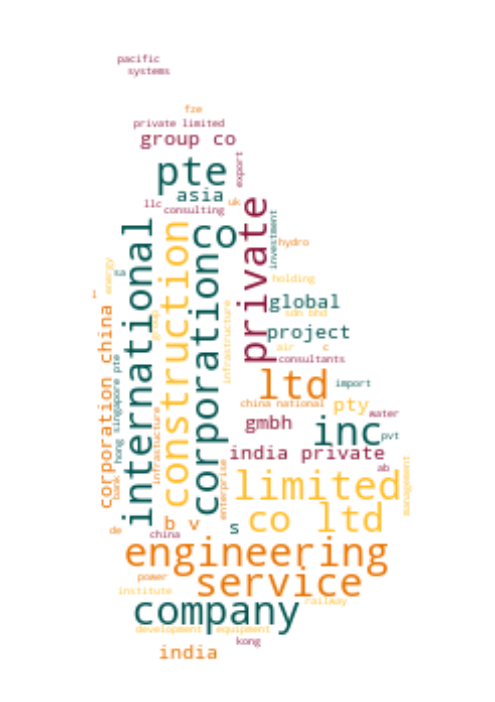 pacific
systems
fze
private limited
group co
export
pte
asia
uk
llc
consulting
private
international
construction
co
corporation
investment
hydro
sa
energy
holding
l
global
sdn bhd
group
infrastructure
project
corporation china
hong
singapore pte
air
c
consultants
ltd
import
china national
pty
water
gmbh
inc
pvt
infrastucture
india private
ab
bank
limited
management
enterprise
co ltd
b v
s
de
china
engineering
power
service
institute
railway
company
development
equipment
kong
india